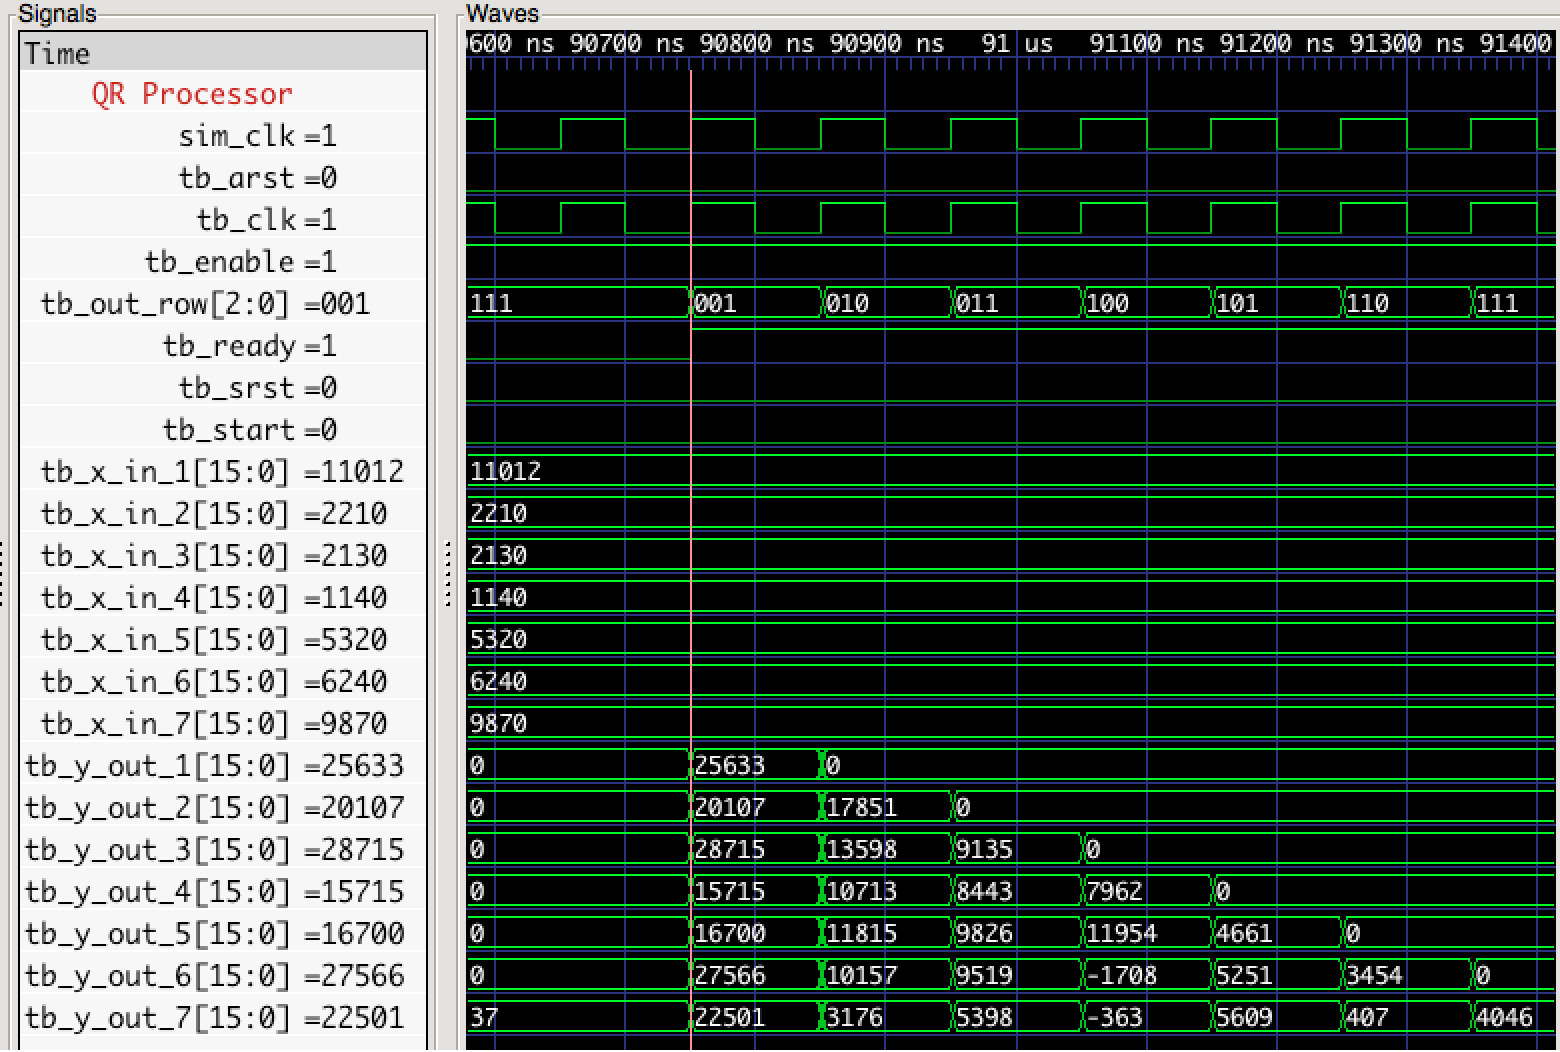 Signals Waves
Time 600 ns 90700 ns 90800 ns 90900 ns 91 us 91100 ns 91200 ns 91300 ns 91400
QR Processor
sim_clk =1
tb_arst =0
tb_clk =1
tb_enable =1
tb_out_row[2:0] =001 111 001 010 011 100 101 110 111
tb_ready =1
tb_srst =0
tb_start =0
tb_x_in_1[15:0] =11012 11012
tb_x_in_2[15:0] =2210 2210
tb_x_in_3[15:0] =2130 2130
tb_x_in_4[15:0] =1140 1140
tb_x_in_5[15:0] =5320 5320
tb_x_in_6[15:0] =6240 6240
tb_x_in_7[15:0] =9870 9870
tb_y_out_1[15:0] =25633 0 25633 0
tb_y_out_2[15:0] =20107 0 20107 17851 0
tb_y_out_3[15:0] =28715 0 28715 13598 9135 0
tb_y_out_4[15:0] =15715 0 15715 10713 8443 7962 0
tb_y_out_5[15:0] =16700 0 16700 11815 9826 11954 4661 0
tb_y_out_6[15:0] =27566 0 27566 10157 9519 -1708 5251 3454 0
tb_y_out_7[15:0] =22501 37 22501 3176 5398 -363 5609 407 4046